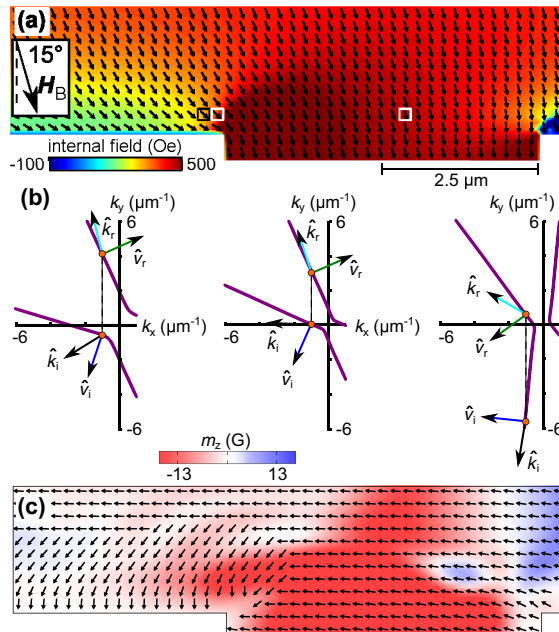 (a)
15°
H_B
internal field (Oe)
-100 500
2.5 μm
(b)
k_y (μm⁻¹) k_y (μm⁻¹) k_y (μm⁻¹)
6 6 6
k̂_r k̂_r k̂_r
v̂_r v̂_r v̂_r
k_x (μm⁻¹) k_x (μm⁻¹)
-6 -6 -6
k̂_i k̂_i k̂_i
v̂_i v̂_i v̂_i
-6 -6 -6
m_z (G)
-13 13
(c)